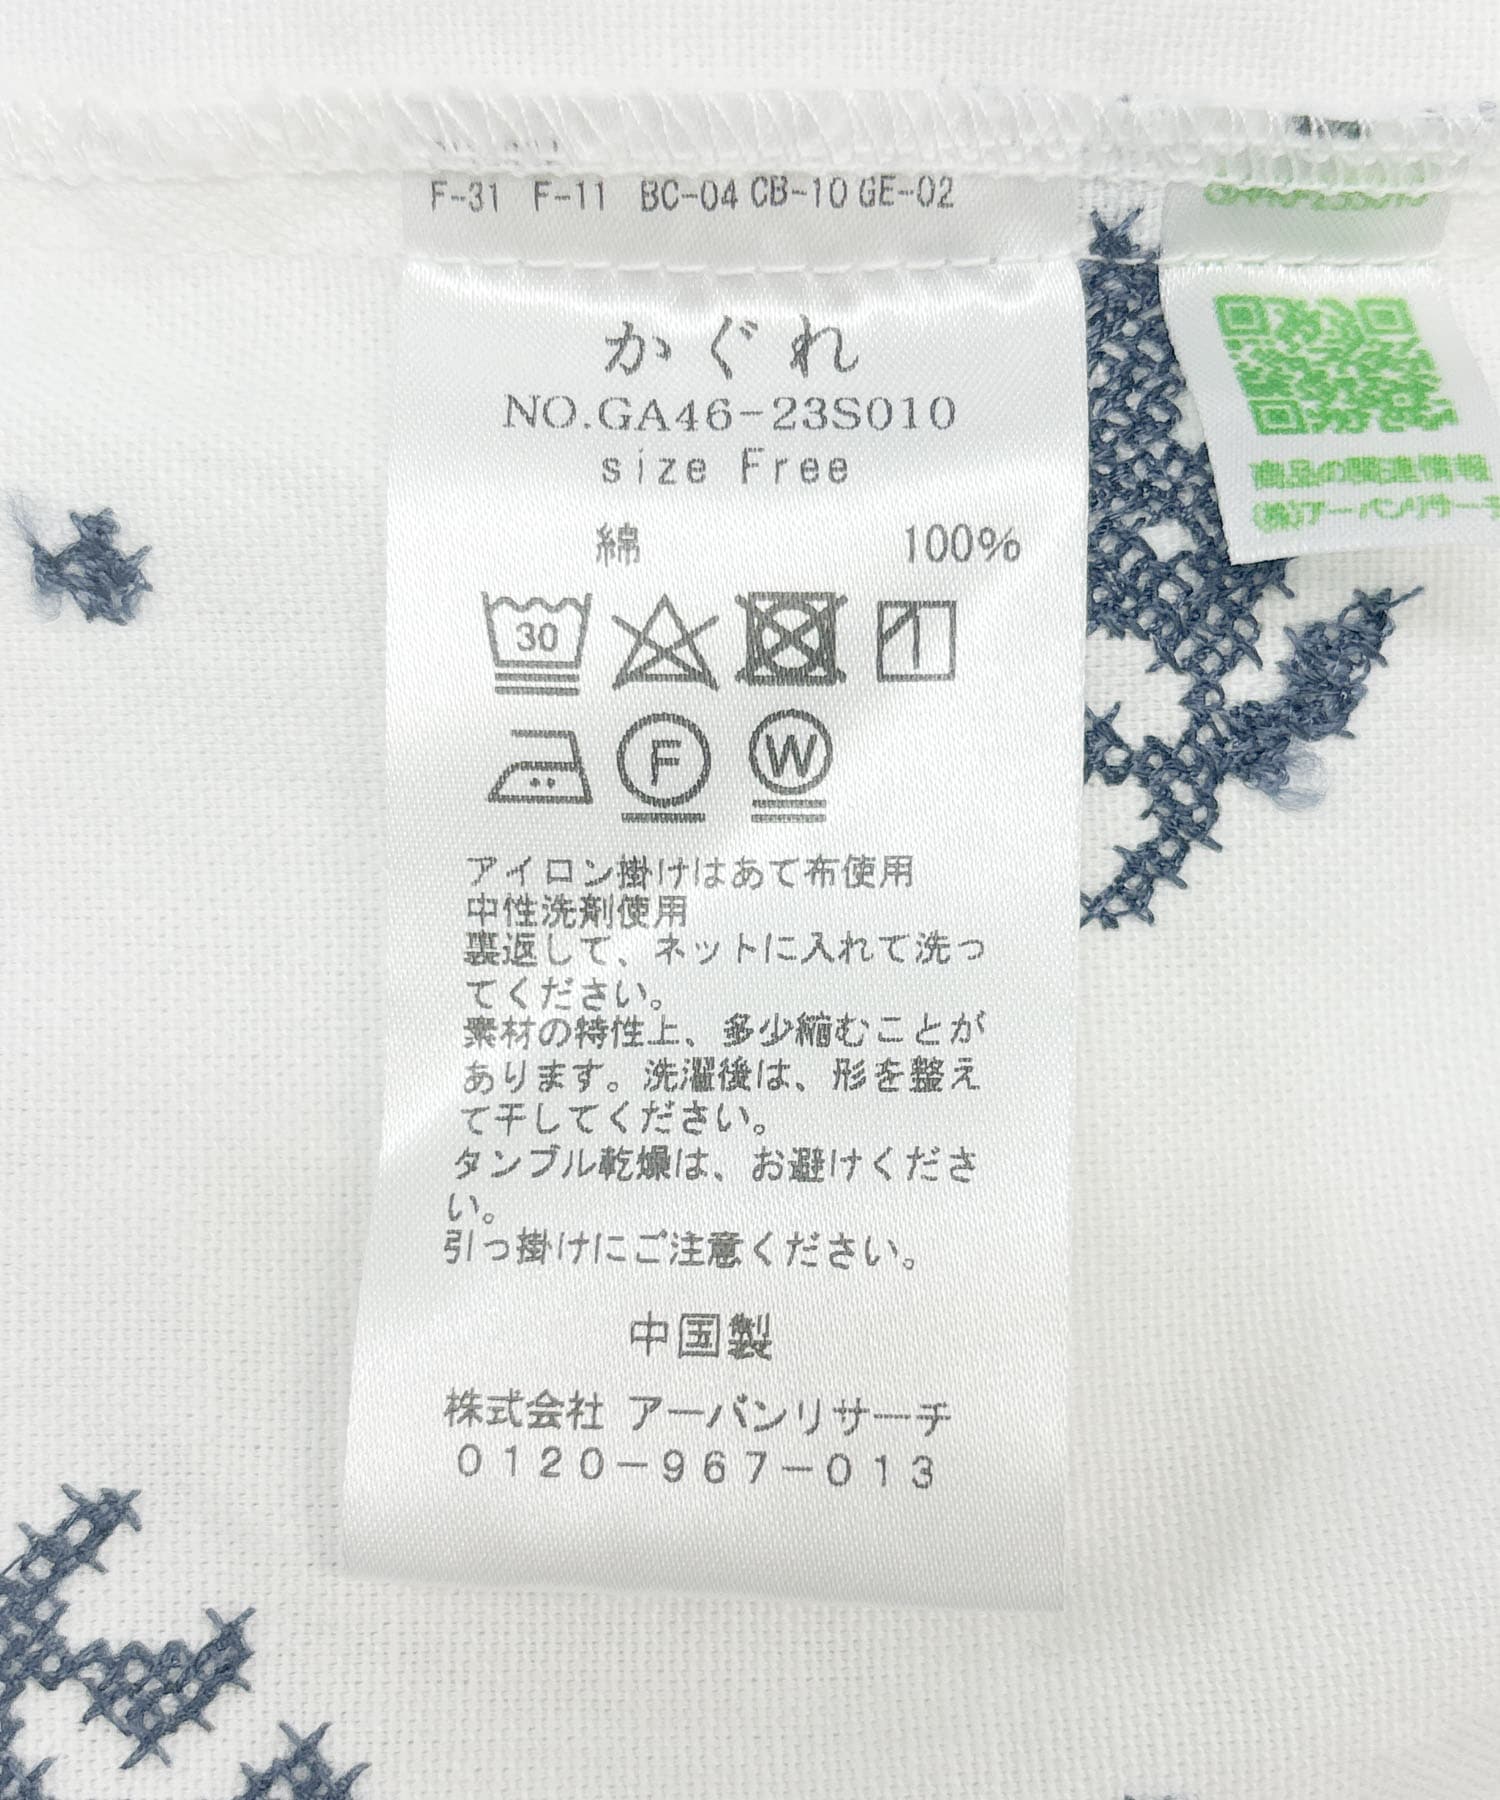 F-31 F-11 BC-04 CB-10 GE-02
かぐれ
NO.GA46-23S010
size Free
綿 100%
30
F W
アイロン掛けはあて布使用
中性洗剤使用
裏返して、ネットに入れて洗っ
てください。
素材の特性上、多少縮むことが
あります。洗濯後は、形を整え
て干してください。
タンブル乾燥は、お避けくださ
い。
引っ掛けにご注意ください。
中国製
株式会社 アーバンリサーチ
0120-967-013
商品の関連情報
(株)アーバンリサーチ